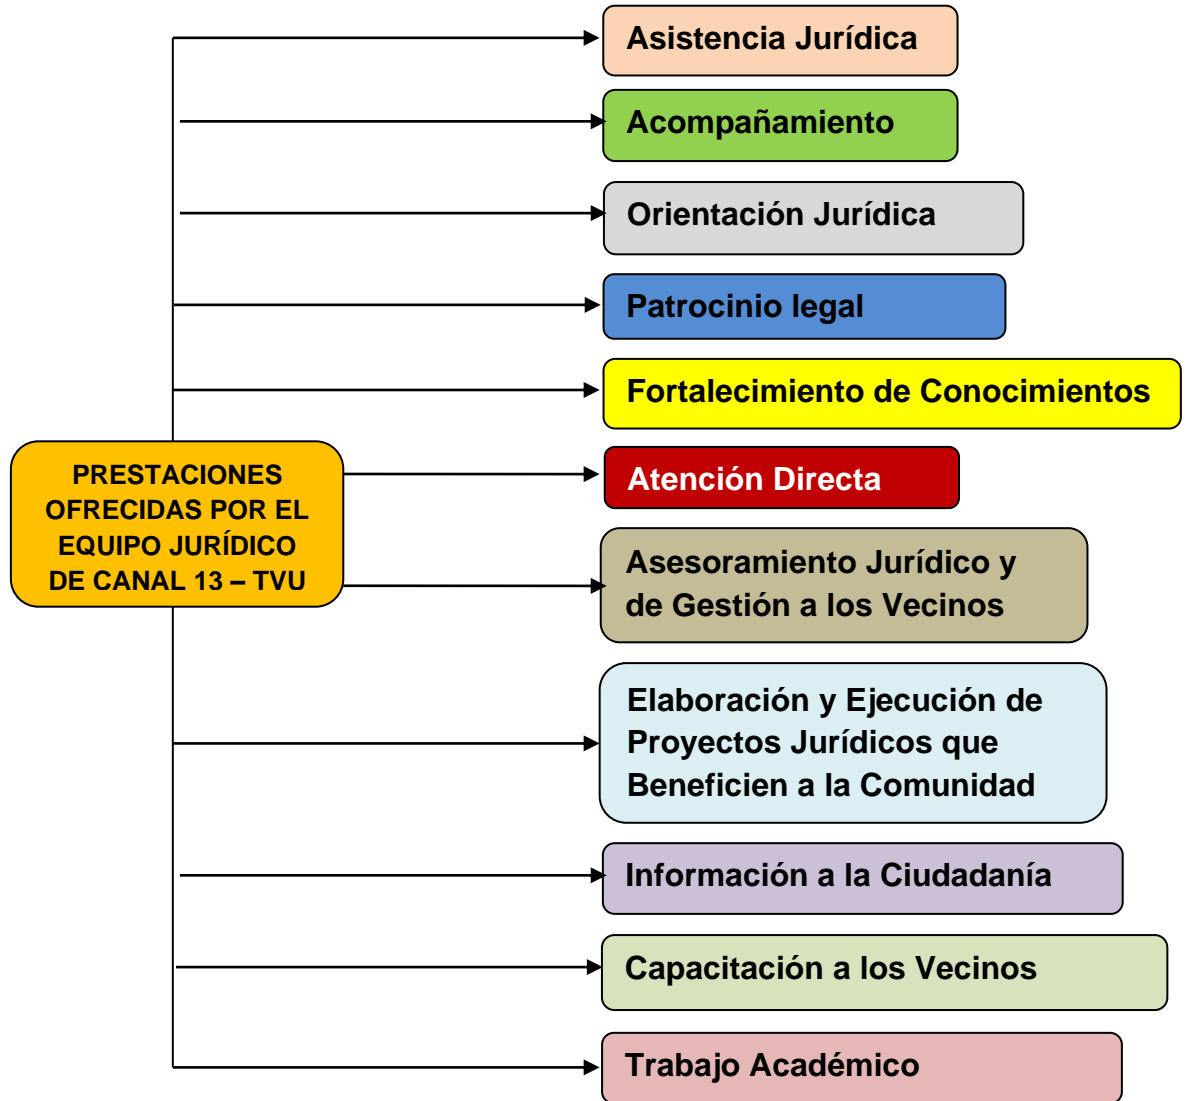 Asistencia Jurídica
Acompañamiento
Orientación Jurídica
Patrocinio legal
Fortalecimiento de Conocimientos
PRESTACIONES
OFRECIDAS POR EL
EQUIPO JURÍDICO
DE CANAL 13 – TVU
Atención Directa
Asesoramiento Jurídico y
de Gestión a los Vecinos
Elaboración y Ejecución de
Proyectos Jurídicos que
Beneficien a la Comunidad
Información a la Ciudadanía
Capacitación a los Vecinos
Trabajo Académico